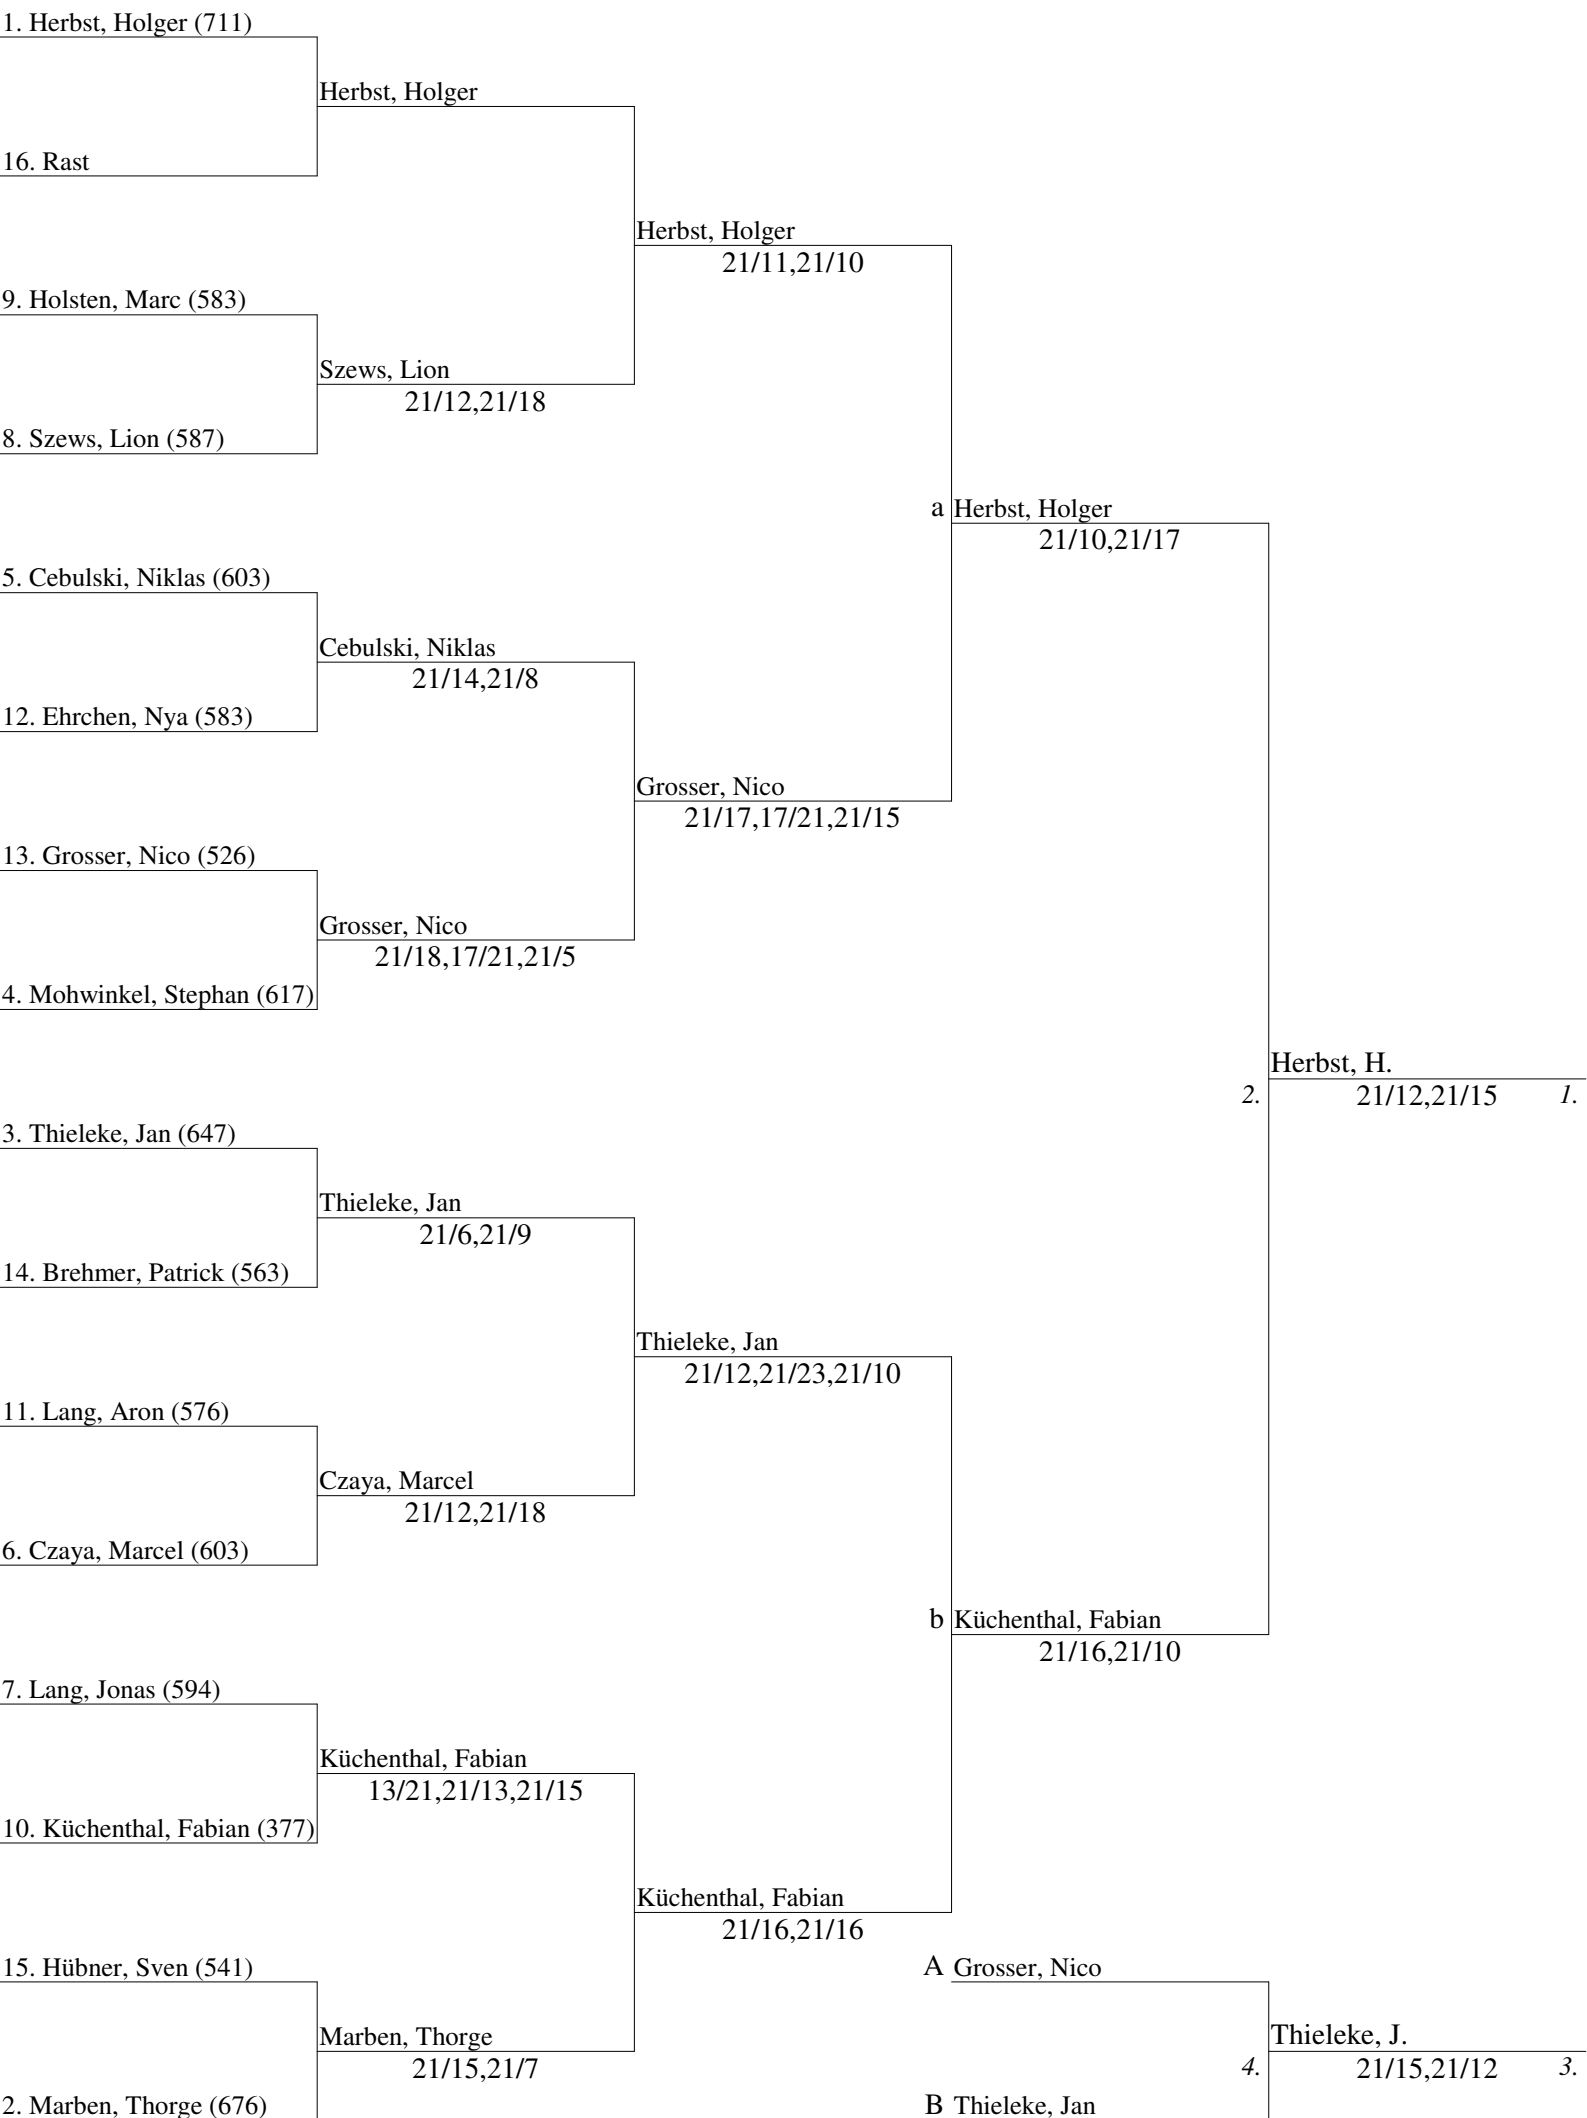 1. Herbst, Holger (711)
Herbst, Holger
16. Rast
Herbst, Holger
21/11,21/10
9. Holsten, Marc (583)
Szews, Lion
21/12,21/18
8. Szews, Lion (587)
a Herbst, Holger
21/10,21/17
5. Cebulski, Niklas (603)
Cebulski, Niklas
21/14,21/8
12. Ehrchen, Nya (583)
Grosser, Nico
21/17,17/21,21/15
13. Grosser, Nico (526)
Grosser, Nico
21/18,17/21,21/5
4. Mohwinkel, Stephan (617)
Herbst, H.
2. 21/12,21/15 1.
3. Thieleke, Jan (647)
Thieleke, Jan
21/6,21/9
14. Brehmer, Patrick (563)
Thieleke, Jan
21/12,21/23,21/10
11. Lang, Aron (576)
Czaya, Marcel
21/12,21/18
6. Czaya, Marcel (603)
b Küchenthal, Fabian
21/16,21/10
7. Lang, Jonas (594)
Küchenthal, Fabian
13/21,21/13,21/15
10. Küchenthal, Fabian (377)
Küchenthal, Fabian
21/16,21/16
15. Hübner, Sven (541)
A Grosser, Nico
Marben, Thorge
21/15,21/7
Thieleke, J.
4. 21/15,21/12 3.
2. Marben, Thorge (676)
B Thieleke, Jan